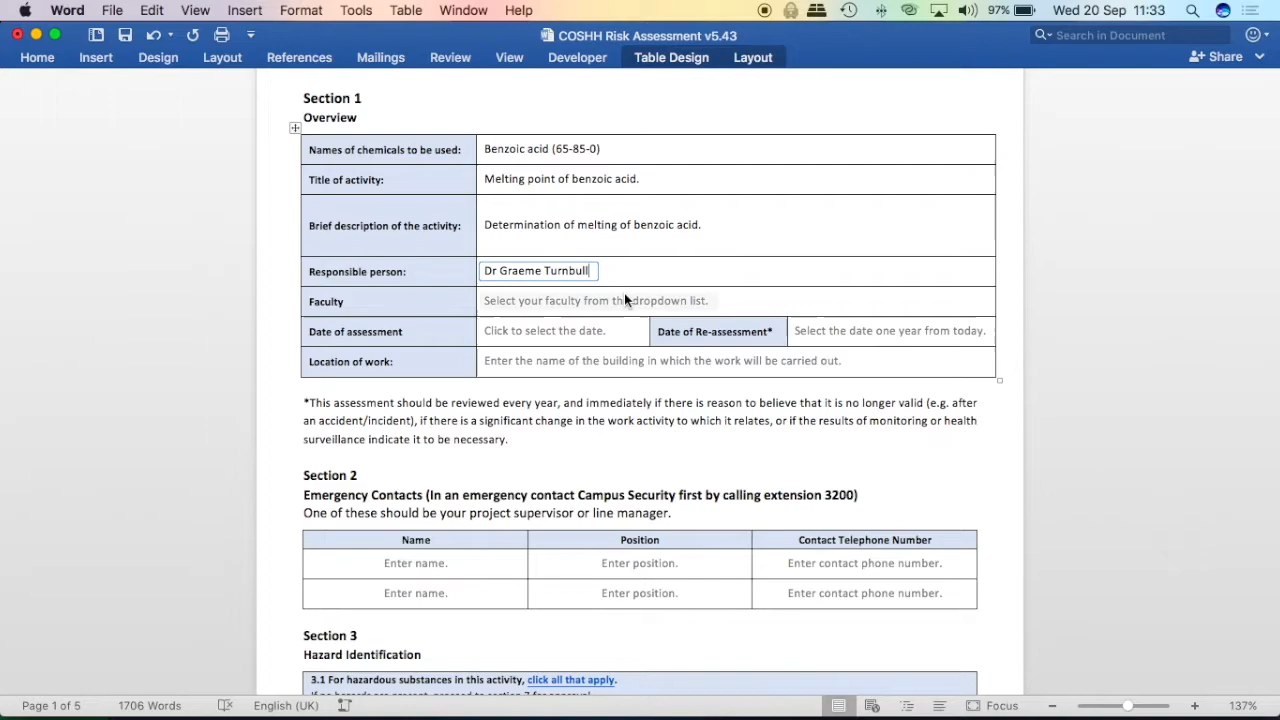 Word File Edit View Insert Format Tools Table Window Help 97% Wed 20 Sep 11:33
COSHH Risk Assessment v5.43 Search in Document
Home Insert Design Layout References Mailings Review View Developer Table Design Layout Share
Section 1
Overview
Names of chemicals to be used: Benzoic acid (65-85-0)
Title of activity: Melting point of benzoic acid.
Brief description of the activity: Determination of melting of benzoic acid.
Responsible person: Dr Graeme Turnbull
Faculty Select your faculty from the dropdown list.
Date of assessment Click to select the date. Date of Re-assessment* Select the date one year from today.
Location of work: Enter the name of the building in which the work will be carried out.
*This assessment should be reviewed every year, and immediately if there is reason to believe that it is no longer valid (e.g. after
an accident/incident), if there is a significant change in the work activity to which it relates, or if the results of monitoring or health
surveillance indicate it to be necessary.
Section 2
Emergency Contacts (In an emergency contact Campus Security first by calling extension 3200)
One of these should be your project supervisor or line manager.
Name Position Contact Telephone Number
Enter name. Enter position. Enter contact phone number.
Enter name. Enter position. Enter contact phone number.
Section 3
Hazard Identification
3.1 For hazardous substances in this activity, click all that apply.
Page 1 of 5 1706 Words English (UK) Focus 137%